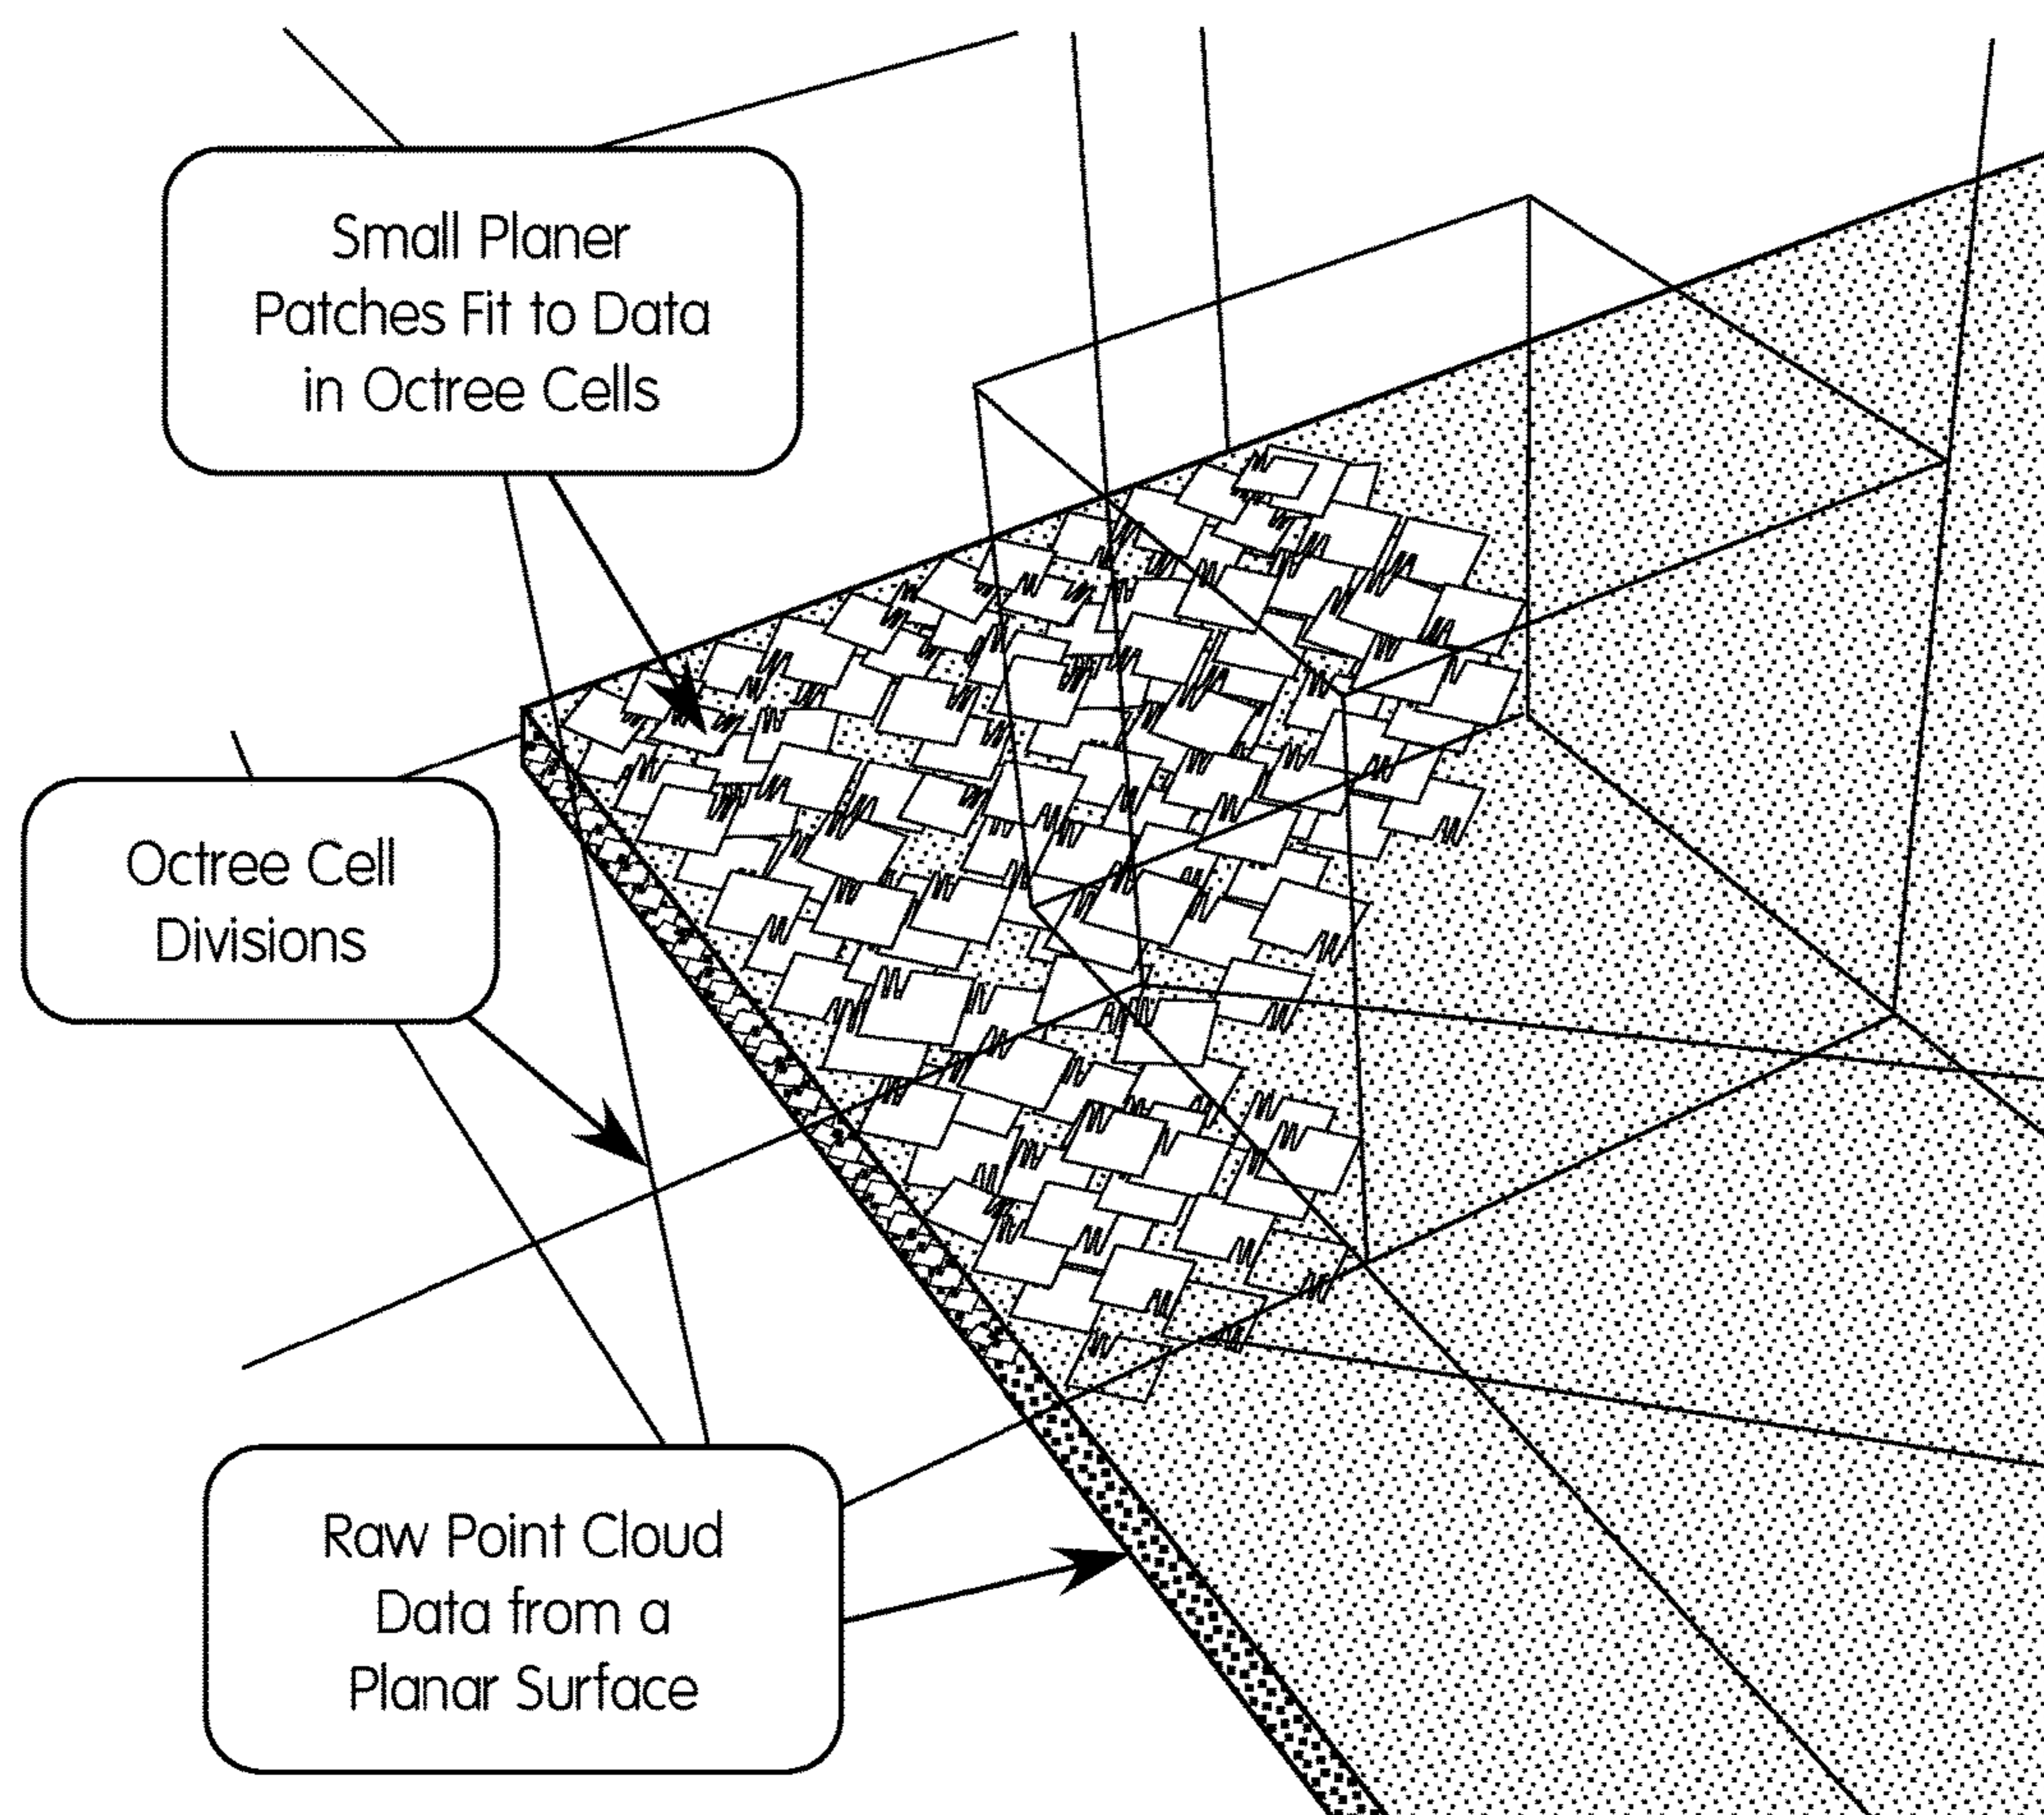 Small Planer
Patches Fit to Data
in Octree Cells
Octree Cell
Divisions
Raw Point Cloud
Data from a
Planar Surface